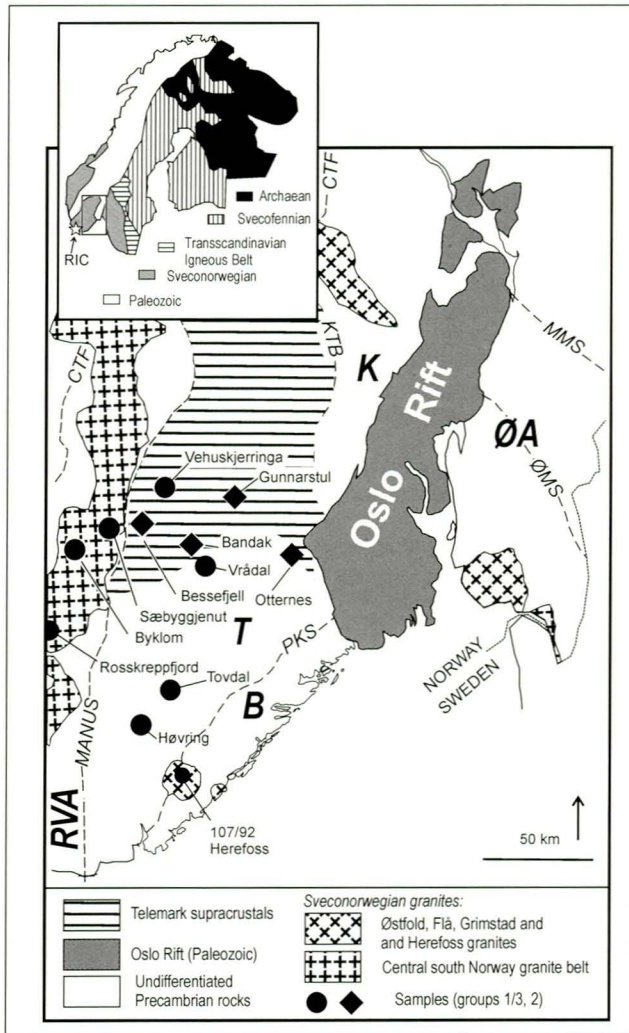 Archaean
Svecofennian
Transscandinavian
Igneous Belt
Sveconorwegian
Paleozoic
RIC
CTF
CTF
KTB
K
MMS
ØA
ØMS
Oslo Rift
Vehuskjerringa
Gunnarstul
Bandak
Vrådal
Bessefjell
Otternes
Sæbyggjenut
Byklom
T
PKS
Rosskreppfjord
Tovdal
B
MANUS
Høvring
NORWAY
SWEDEN
RVA
107/92
Herefoss
50 km
Telemark supracrustals
Oslo Rift (Paleozoic)
Undifferentiated
Precambrian rocks
Sveconorwegian granites:
Østfold, Flå, Grimstad and
and Herefoss granites
Central south Norway granite belt
Samples (groups 1/3, 2)